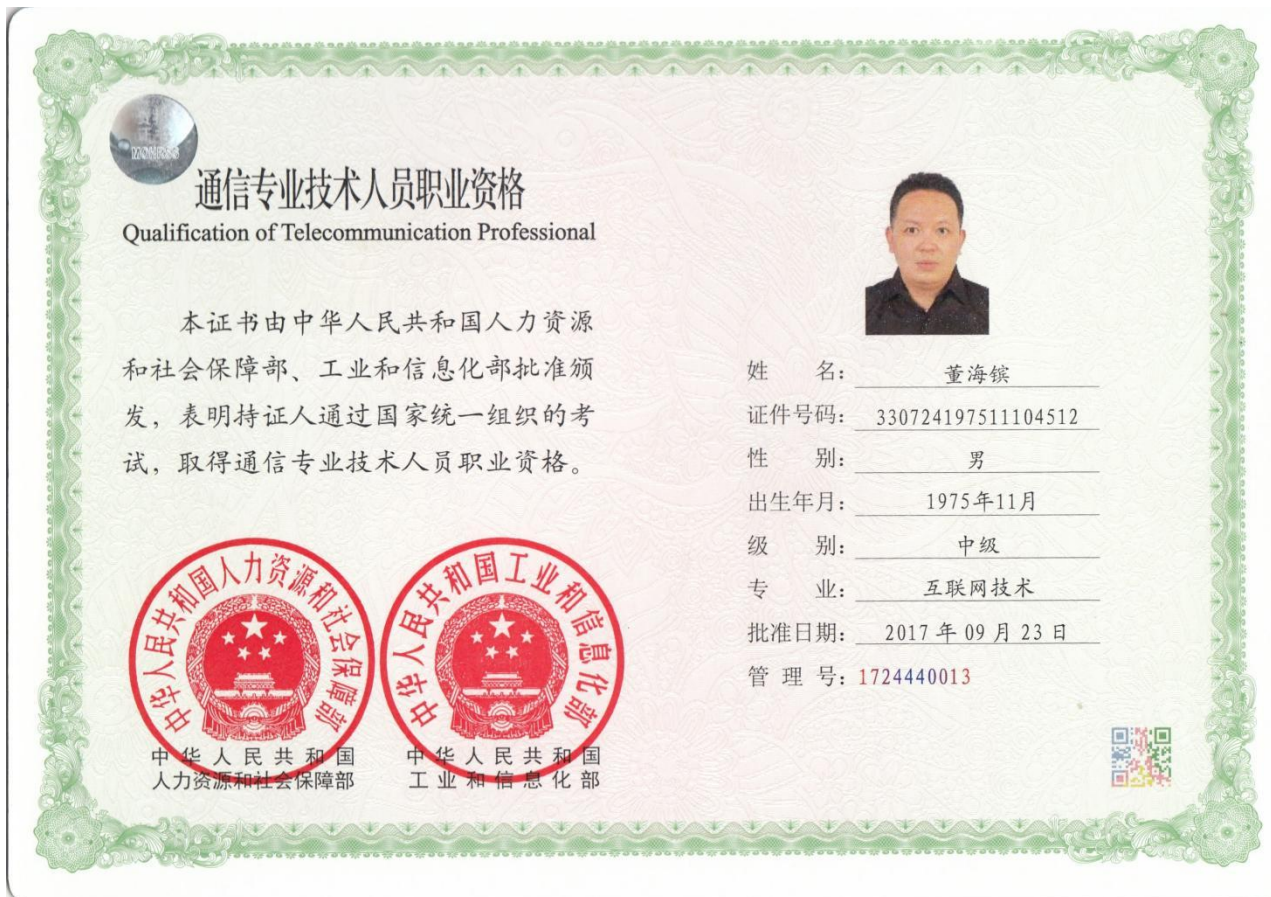 MOHRSS
通信专业技术人员职业资格
Qualification of Telecommunication Professional
本证书由中华人民共和国人力资源
和社会保障部、工业和信息化部批准颁
发，表明持证人通过国家统一组织的考
试，取得通信专业技术人员职业资格。
中华人民共和国人力资源和社会保障部
中华人民共和国工业和信息化部
中华人民共和国
人力资源和社会保障部
中华人民共和国
工业和信息化部
姓 名： 董海镔
证件号码： 330724197511104512
性 别： 男
出生年月： 1975年11月
级 别： 中级
专 业： 互联网技术
批准日期： 2017 年 09 月 23 日
管 理 号：1724440013